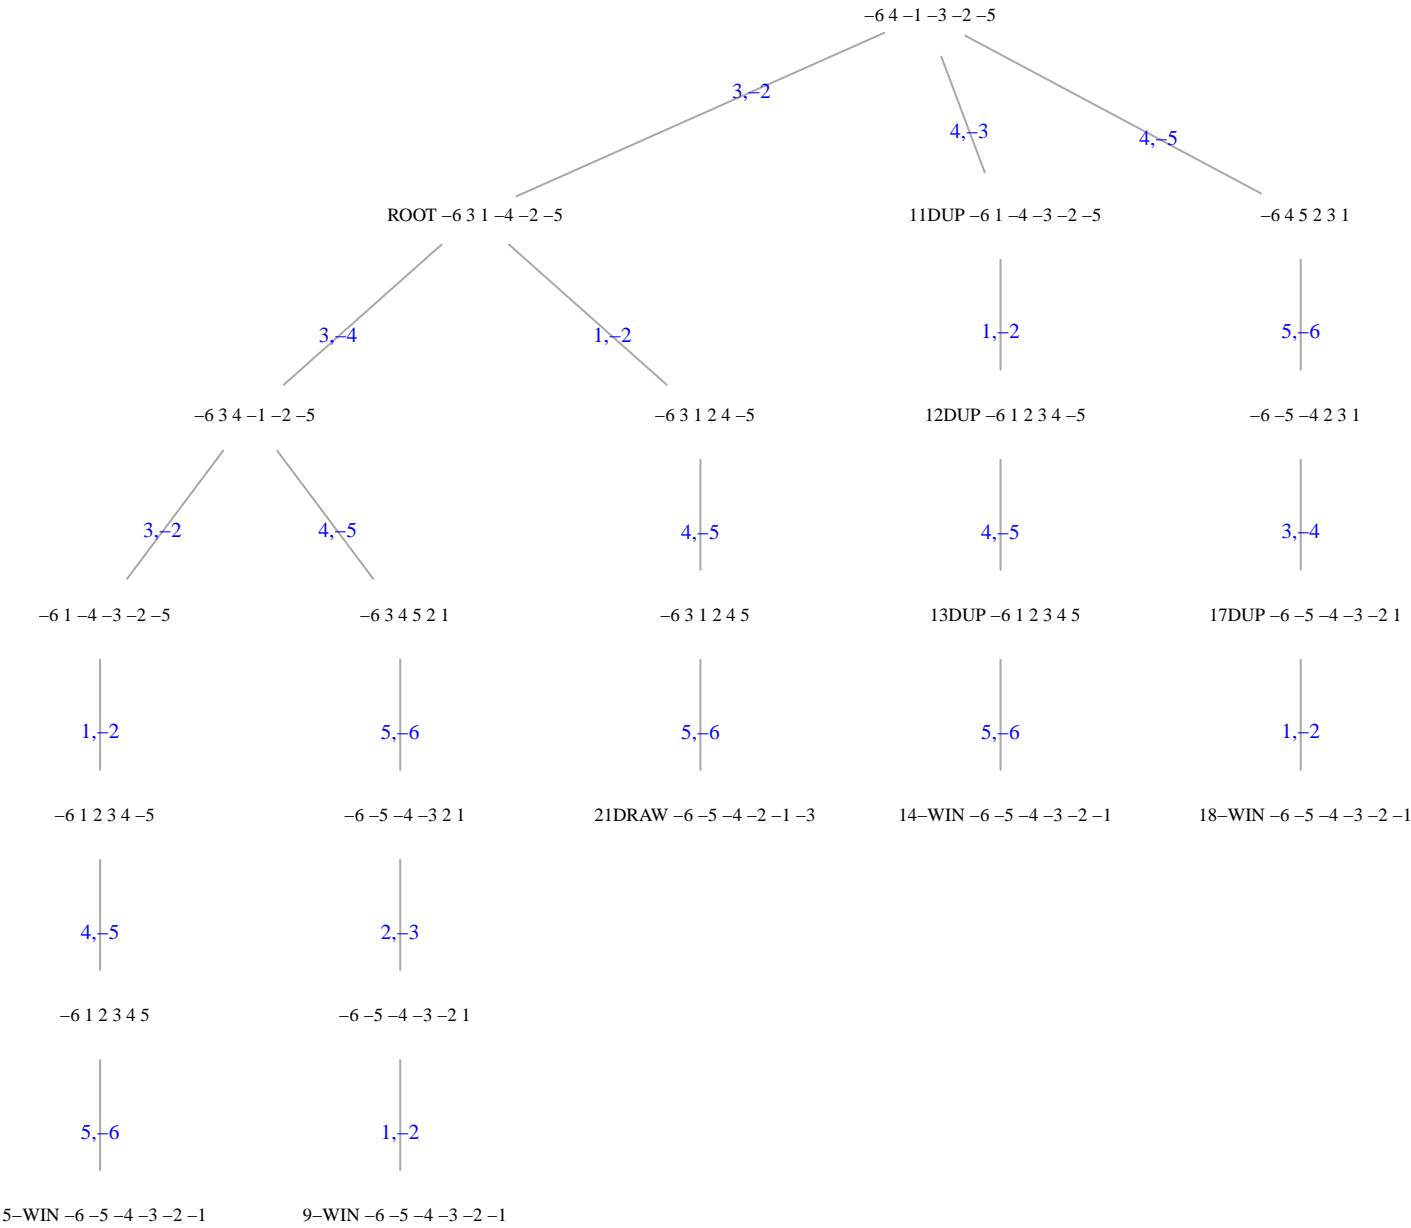 –6 4 –1 –3 –2 –5
3,–2
4,–3
4,–5
ROOT –6 3 1 –4 –2 –5
11DUP –6 1 –4 –3 –2 –5
–6 4 5 2 3 1
3,–4
1,–2
1,–2
5,–6
–6 3 4 –1 –2 –5
–6 3 1 2 4 –5
12DUP –6 1 2 3 4 –5
–6 –5 –4 2 3 1
3,–2
4,–5
4,–5
4,–5
3,–4
–6 1 –4 –3 –2 –5
–6 3 4 5 2 1
–6 3 1 2 4 5
13DUP –6 1 2 3 4 5
17DUP –6 –5 –4 –3 –2 1
1,–2
5,–6
5,–6
5,–6
1,–2
–6 1 2 3 4 –5
–6 –5 –4 –3 2 1
21DRAW –6 –5 –4 –2 –1 –3
14–WIN –6 –5 –4 –3 –2 –1
18–WIN –6 –5 –4 –3 –2 –1
4,–5
2,–3
–6 1 2 3 4 5
–6 –5 –4 –3 –2 1
5,–6
1,–2
5–WIN –6 –5 –4 –3 –2 –1
9–WIN –6 –5 –4 –3 –2 –1